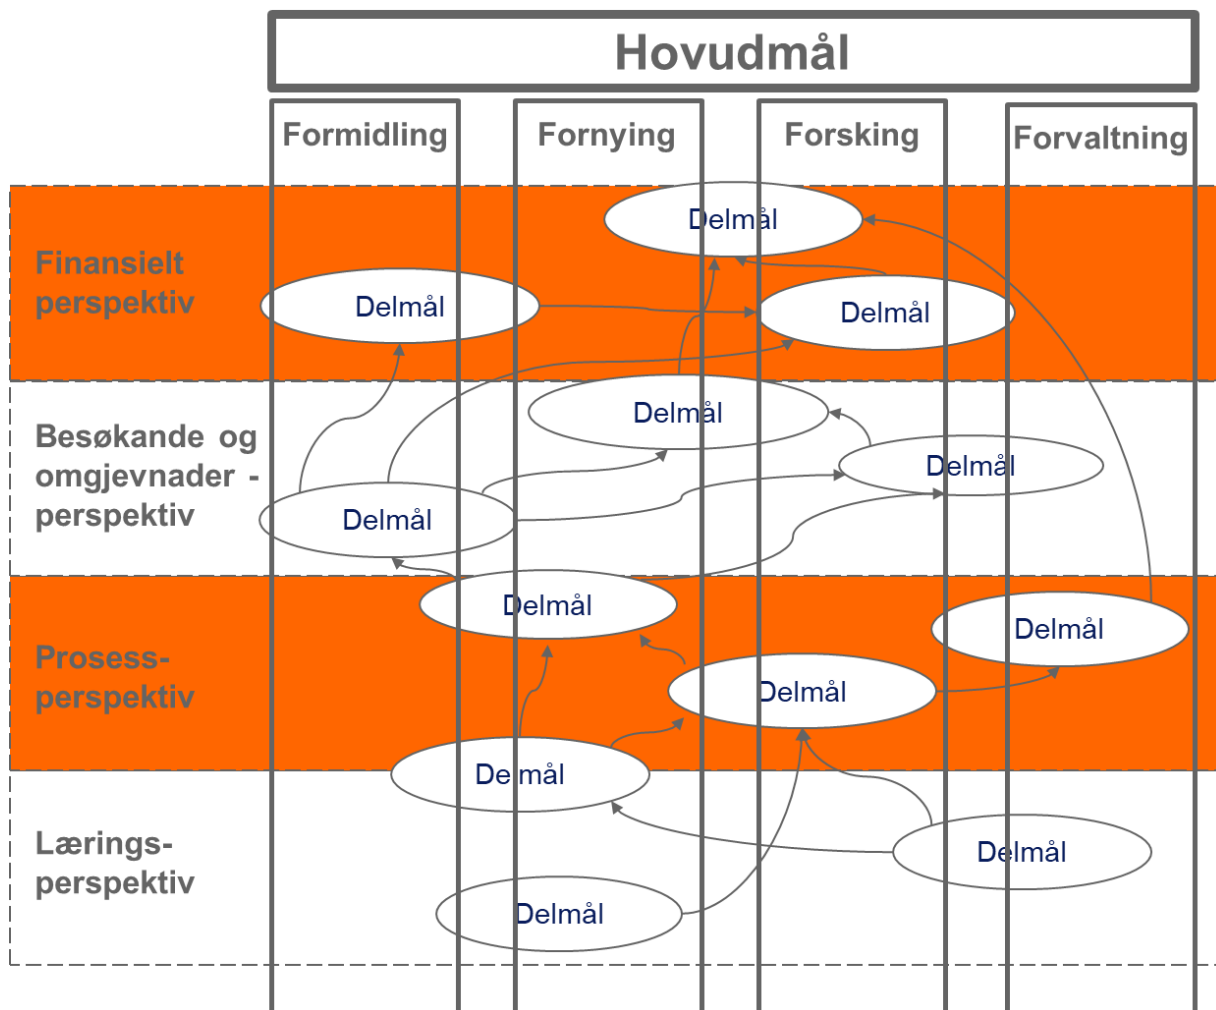 Hovudmål
Formidling
Fornying
Forsking
Forvaltning
Finansielt
perspektiv
Delmål
Delmål
Delmål
Besøkande og
omgjevnader -
perspektiv
Delmål
Delmål
Delmål
Prosess-
perspektiv
Delmål
Delmål
Delmål
Delmål
Lærings-
perspektiv
Delmål
Delmål